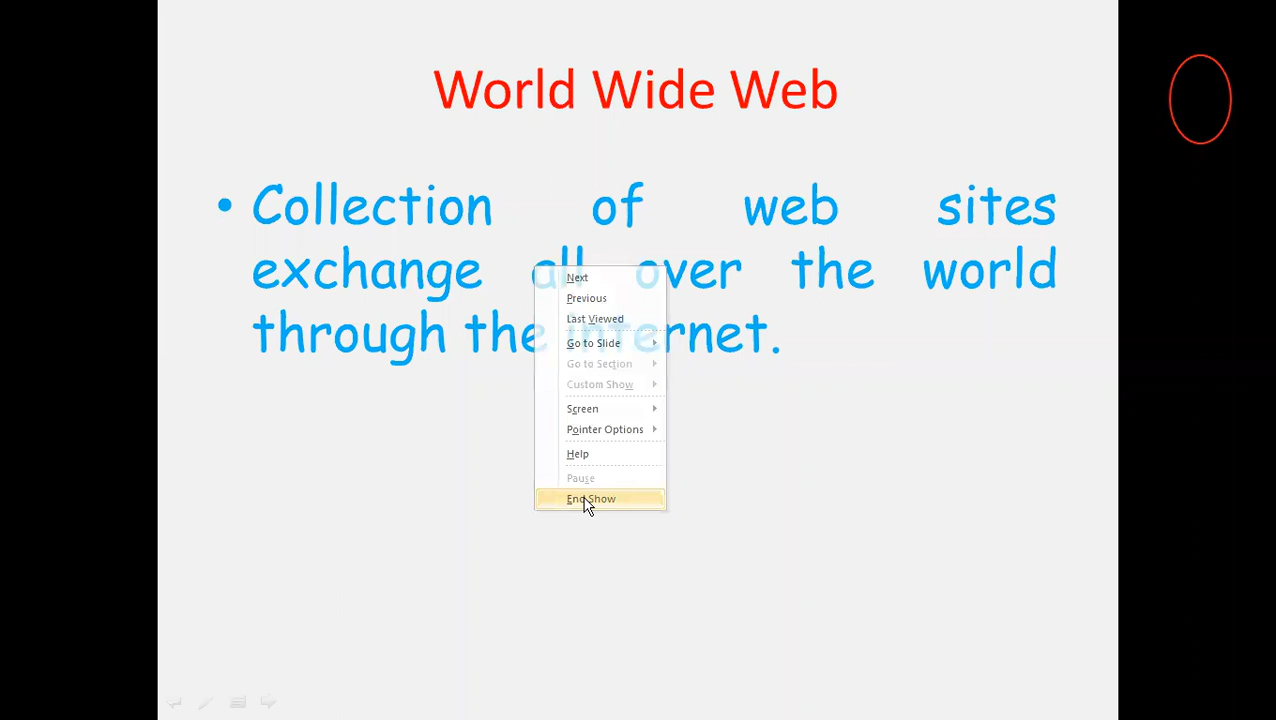 World Wide Web
• Collection of web sites
exchange all over the world
through the internet.
Next
Previous
Last Viewed
Go to Slide
Go to Section
Custom Show
Screen
Pointer Options
Help
Pause
End Show